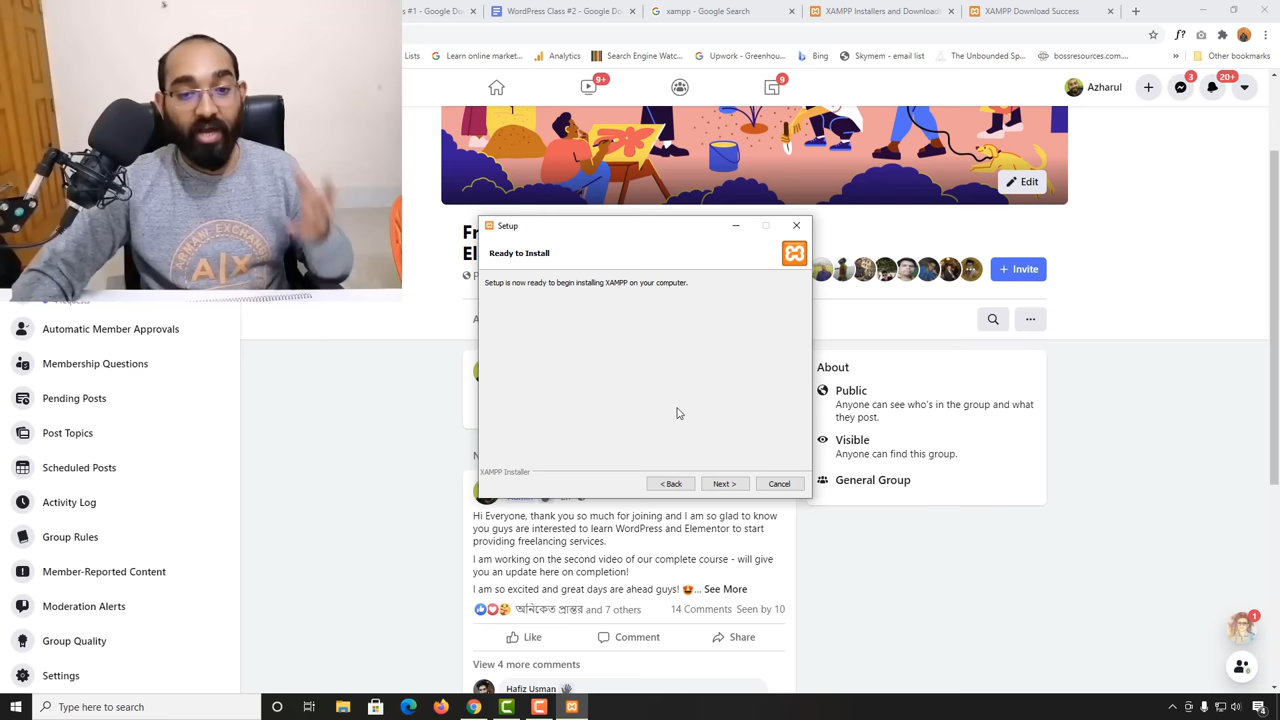 s #1 - Google Do
WordPress Class #2 - Google Do
xampp - Google Search
XAMPP Installers and Download
XAMPP Download Success
Lists
Learn online market...
Analytics
Search Engine Watc...
Upwork - Greenhou...
Bing
Skymem - email list
The Unbounded Sp...
bossresources.com...
Other bookmarks
9+
9
Azharul
3
20+
Edit
Fr
El
Invite
Setup
Ready to Install
Setup is now ready to begin installing XAMPP on your computer.
XAMPP Installer
< Back
Next >
Cancel
ARMANI EXCHANGE
A|X
Requests
Automatic Member Approvals
Membership Questions
Pending Posts
Post Topics
Scheduled Posts
Activity Log
Group Rules
Member-Reported Content
Moderation Alerts
Group Quality
Settings
About
Public
Anyone can see who's in the group and what
they post.
Visible
Anyone can find this group.
General Group
Hi Everyone, thank you so much for joining and I am so glad to know
you guys are interested to learn WordPress and Elementor to start
providing freelancing services.
I am working on the second video of our complete course - will give
you an update here on completion!
I am so excited and great days are ahead guys! ... See More
অনিকেত প্রান্তর and 7 others
14 Comments Seen by 10
Like
Comment
Share
View 4 more comments
Hafiz Usman
1
Type here to search